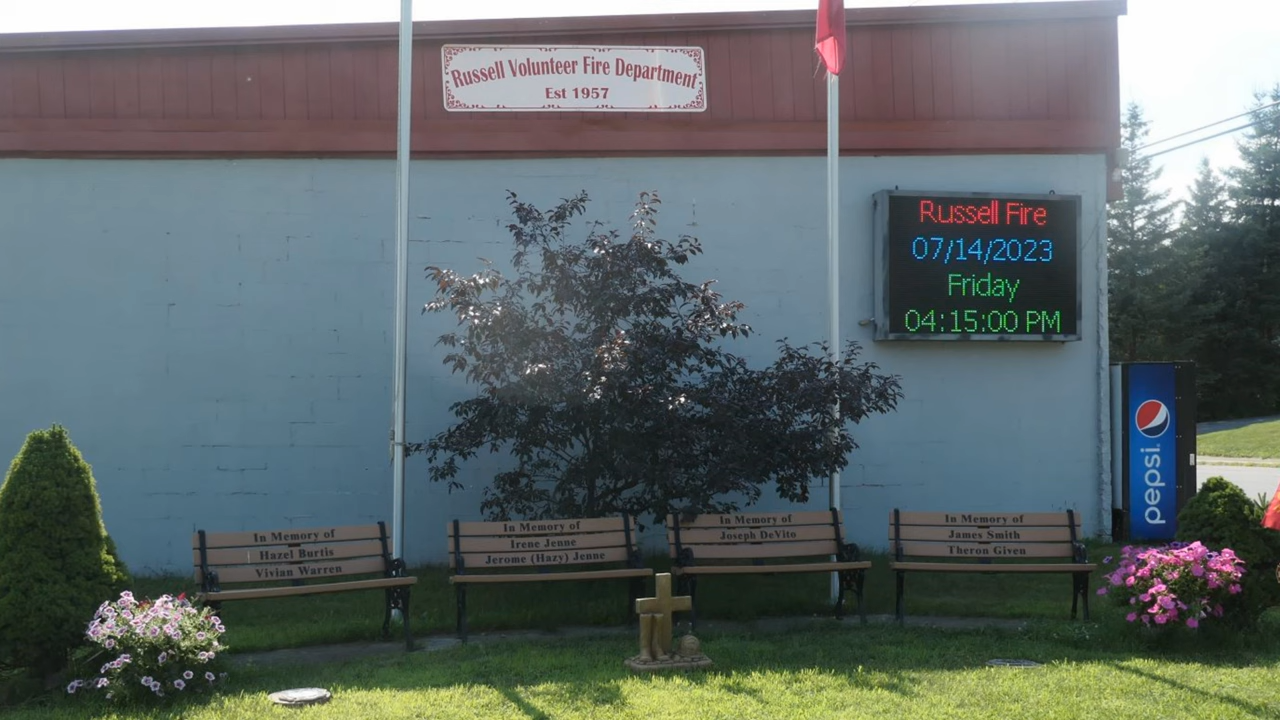 Russell Volunteer Fire Department
Est 1957
Russell Fire
07/14/2023
Friday
04:15:00 PM
pepsi
In Memory of
Hazel Burtis
Vivian Warren
In Memory of
Irene Jenne
Jerome (Hazy) Jenne
In Memory of
Joseph DeVito
In Memory of
James Smith
Theron Given